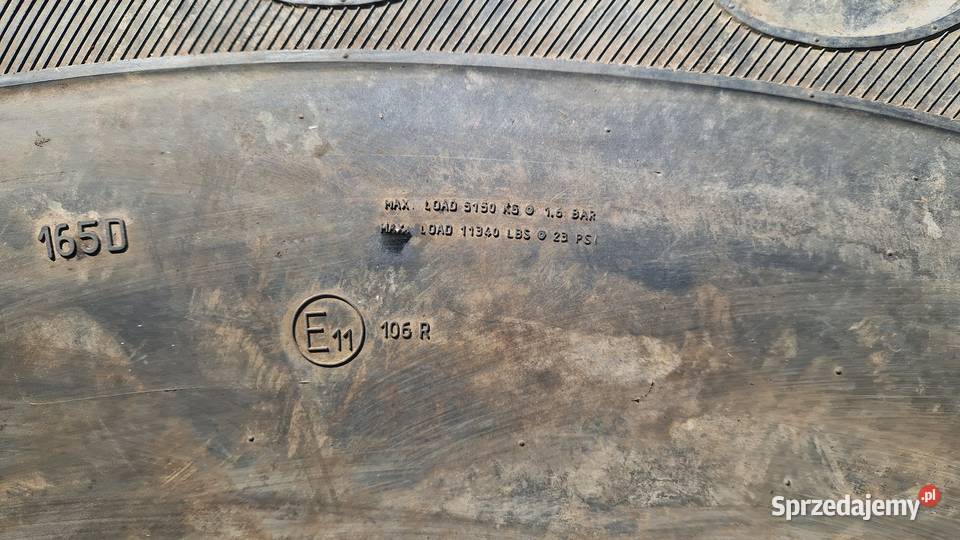 MAX. LOAD 5150 KG @ 1.6 BAR
MAX. LOAD 11340 LBS @ 23 PSI
165D
E11 106 R
Sprzedajemy.pl